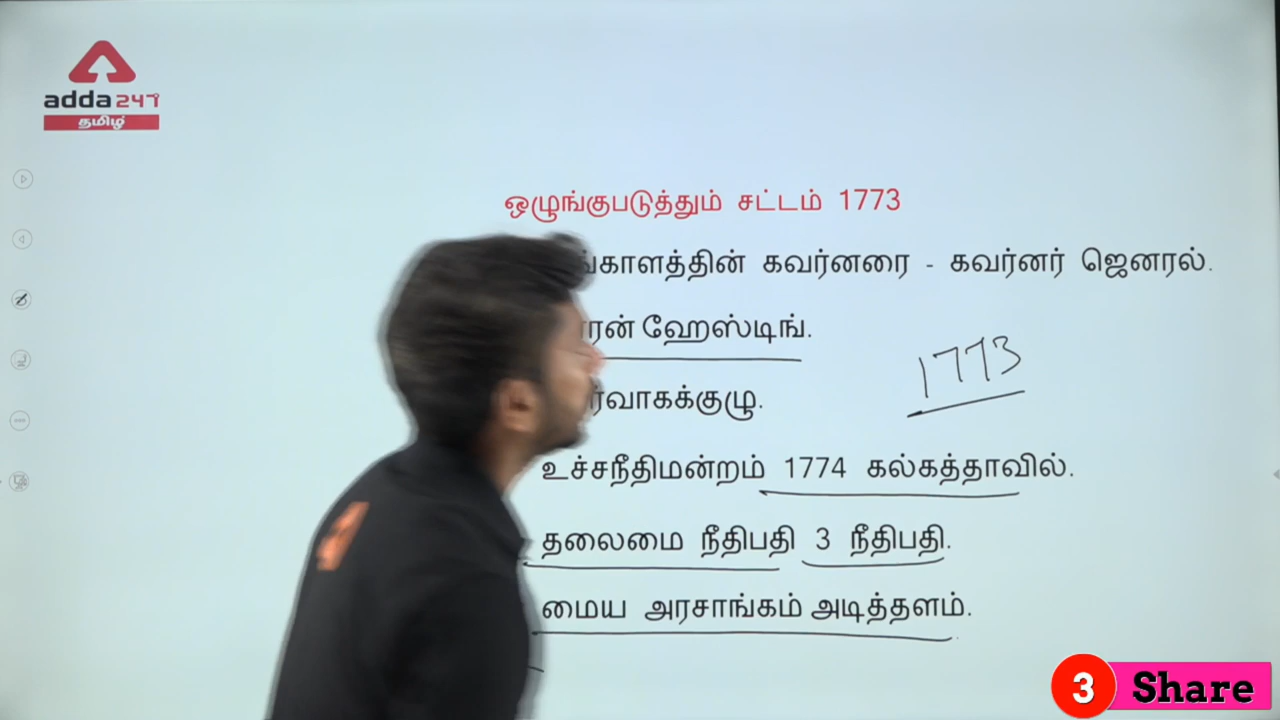 adda247
தமிழ்
ஒழுங்குபடுத்தும் சட்டம் 1773
கவர்னரை - கவர்னர் ஜெனரல்.
ஹேஸ்டிங்.
1773
உச்சநீதிமன்றம் 1774 கல்கத்தாவில்.
தலைமை நீதிபதி 3 நீதிபதி.
மைய அரசாங்கம் அடித்தளம்.
3 Share